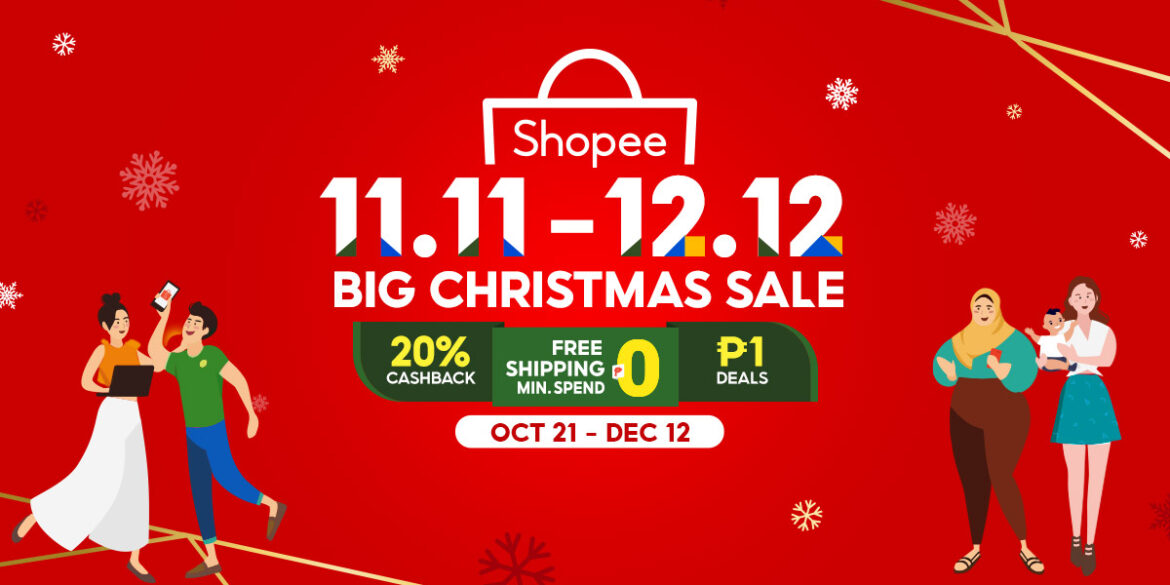 Shopee
11.11 – 12.12
BIG CHRISTMAS SALE
20%
CASHBACK
FREE
SHIPPING
MIN. SPEND
₱0
₱1
DEALS
OCT 21 - DEC 12